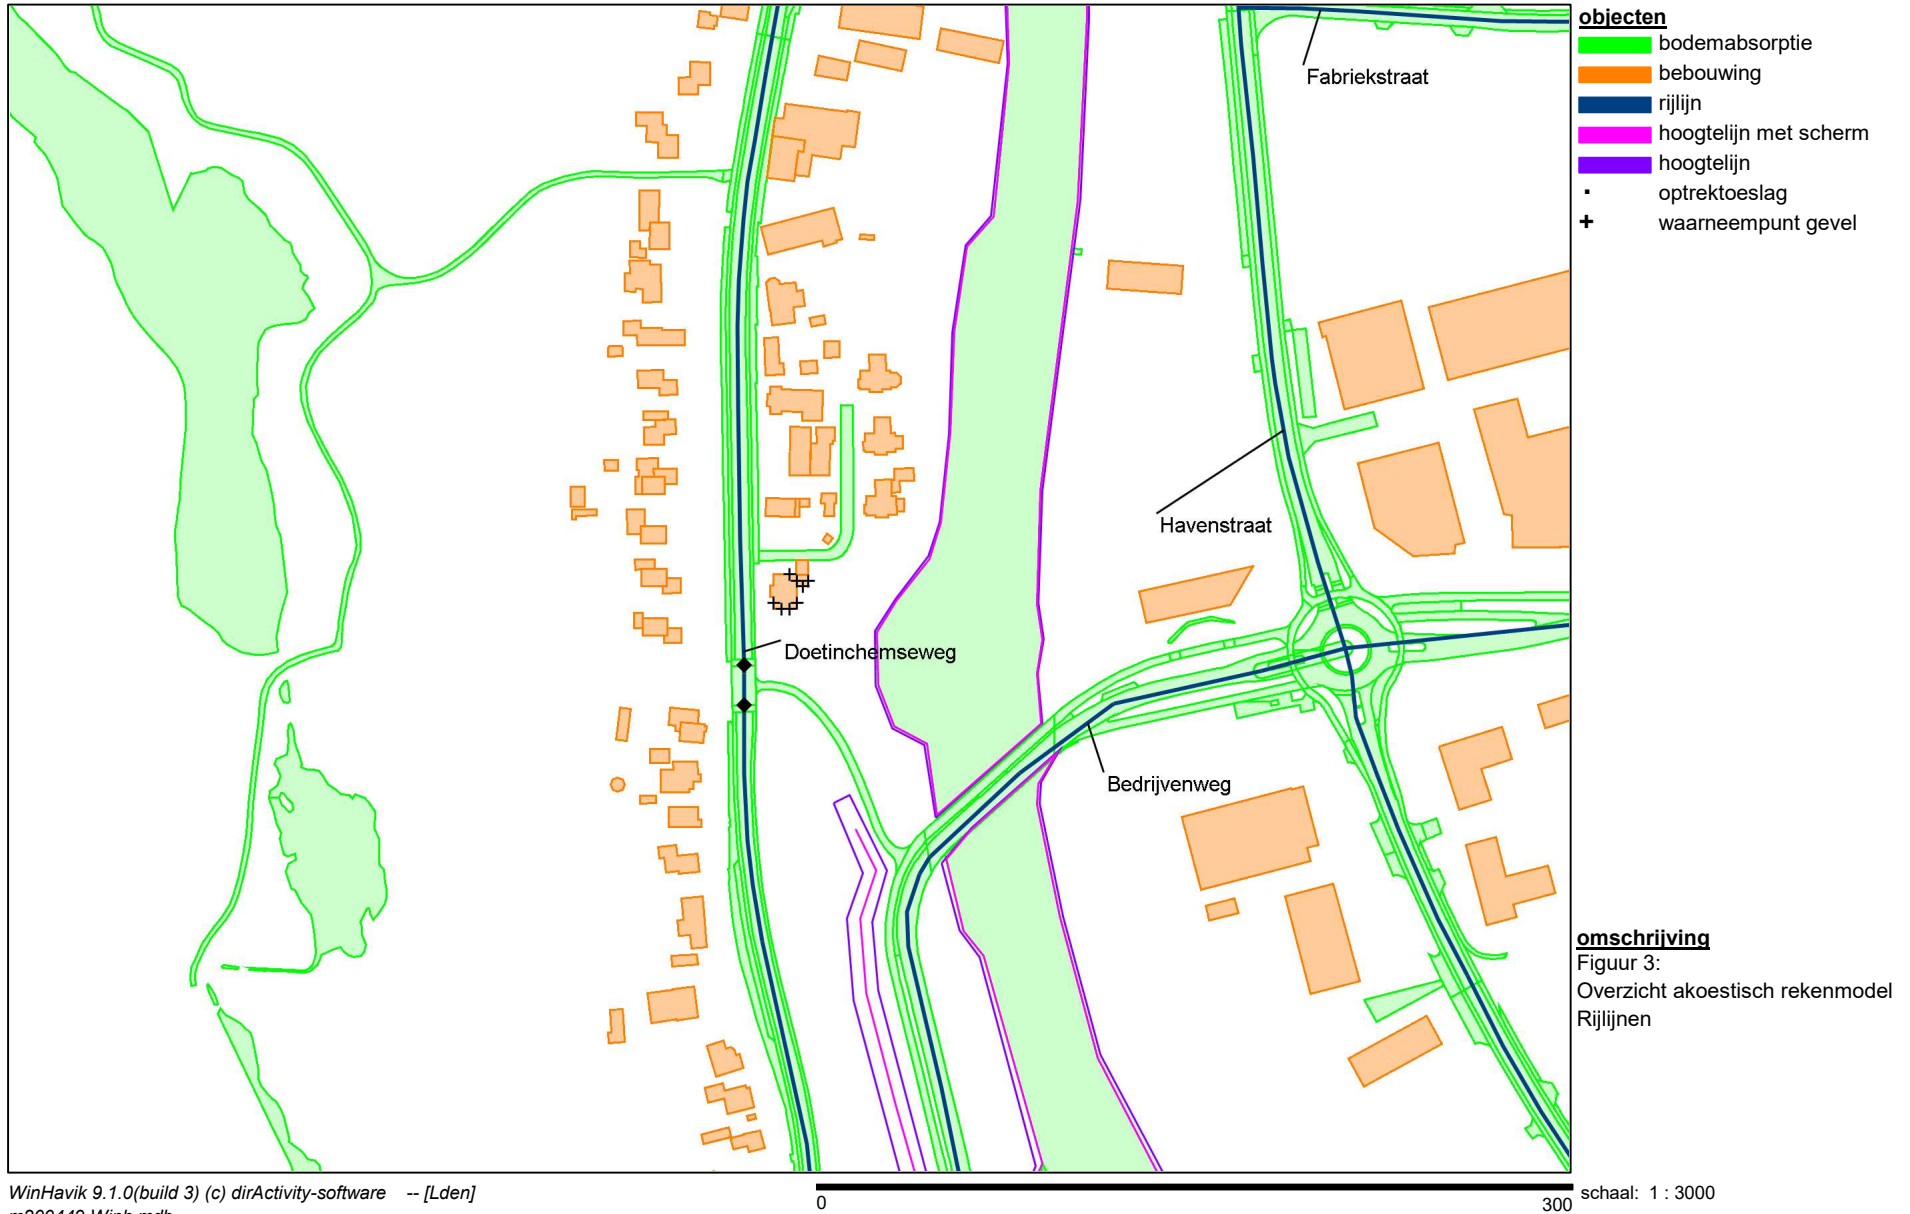 objecten
bodemabsorptie
bebouwing
rijlijn
hoogtelijn met scherm
hoogtelijn
optrektoeslag
waarneempunt gevel
Fabriekstraat
Havenstraat
Doetinchemseweg
Bedrijvenweg
omschrijving
Figuur 3:
Overzicht akoestisch rekenmodel
Rijlijnen
WinHavik 9.1.0(build 3) (c) dirActivity-software -- [Lden]
0
300
schaal: 1 : 3000